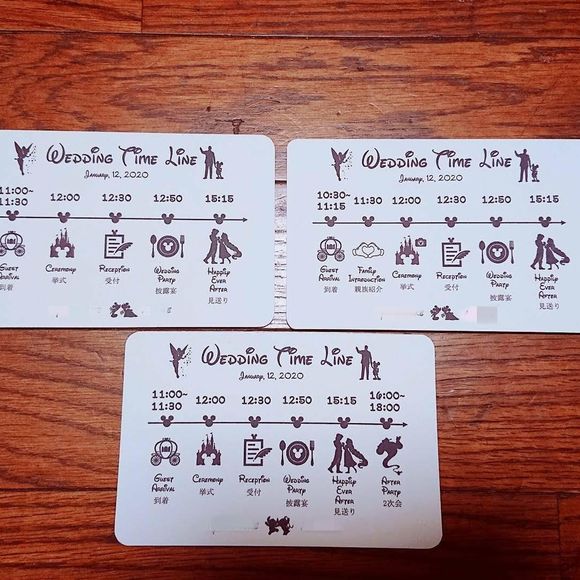 Wedding Time Line
January, 12, 2020
11:00~ 11:30 12:00 12:30 12:50 15:15
Guest Arrival Ceremony Reception Wedding Party Happily Ever After
到着 挙式 受付 披露宴 見送り
Wedding Time Line
January, 12, 2020
10:30~ 11:15 11:30 12:00 12:30 12:50 15:15
Guest Arrival Family Introduction Ceremony Reception Wedding Party Happily Ever After
到着 親族紹介 挙式 受付 披露宴 見送り
Wedding Time Line
January, 12, 2020
11:00~ 11:30 12:00 12:30 12:50 15:15 16:00~ 18:00
Guest Arrival Ceremony Reception Wedding Party Happily Ever After After Party
到着 挙式 受付 披露宴 見送り 2次会